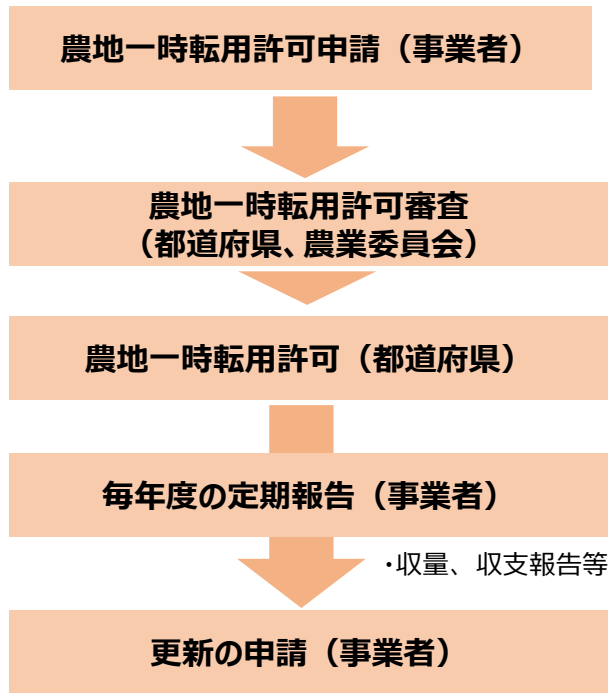 農地一時転用許可申請（事業者）
農地一時転用許可審査
（都道府県、農業委員会）
農地一時転用許可（都道府県）
毎年度の定期報告（事業者）
・収量、収支報告等
更新の申請（事業者）